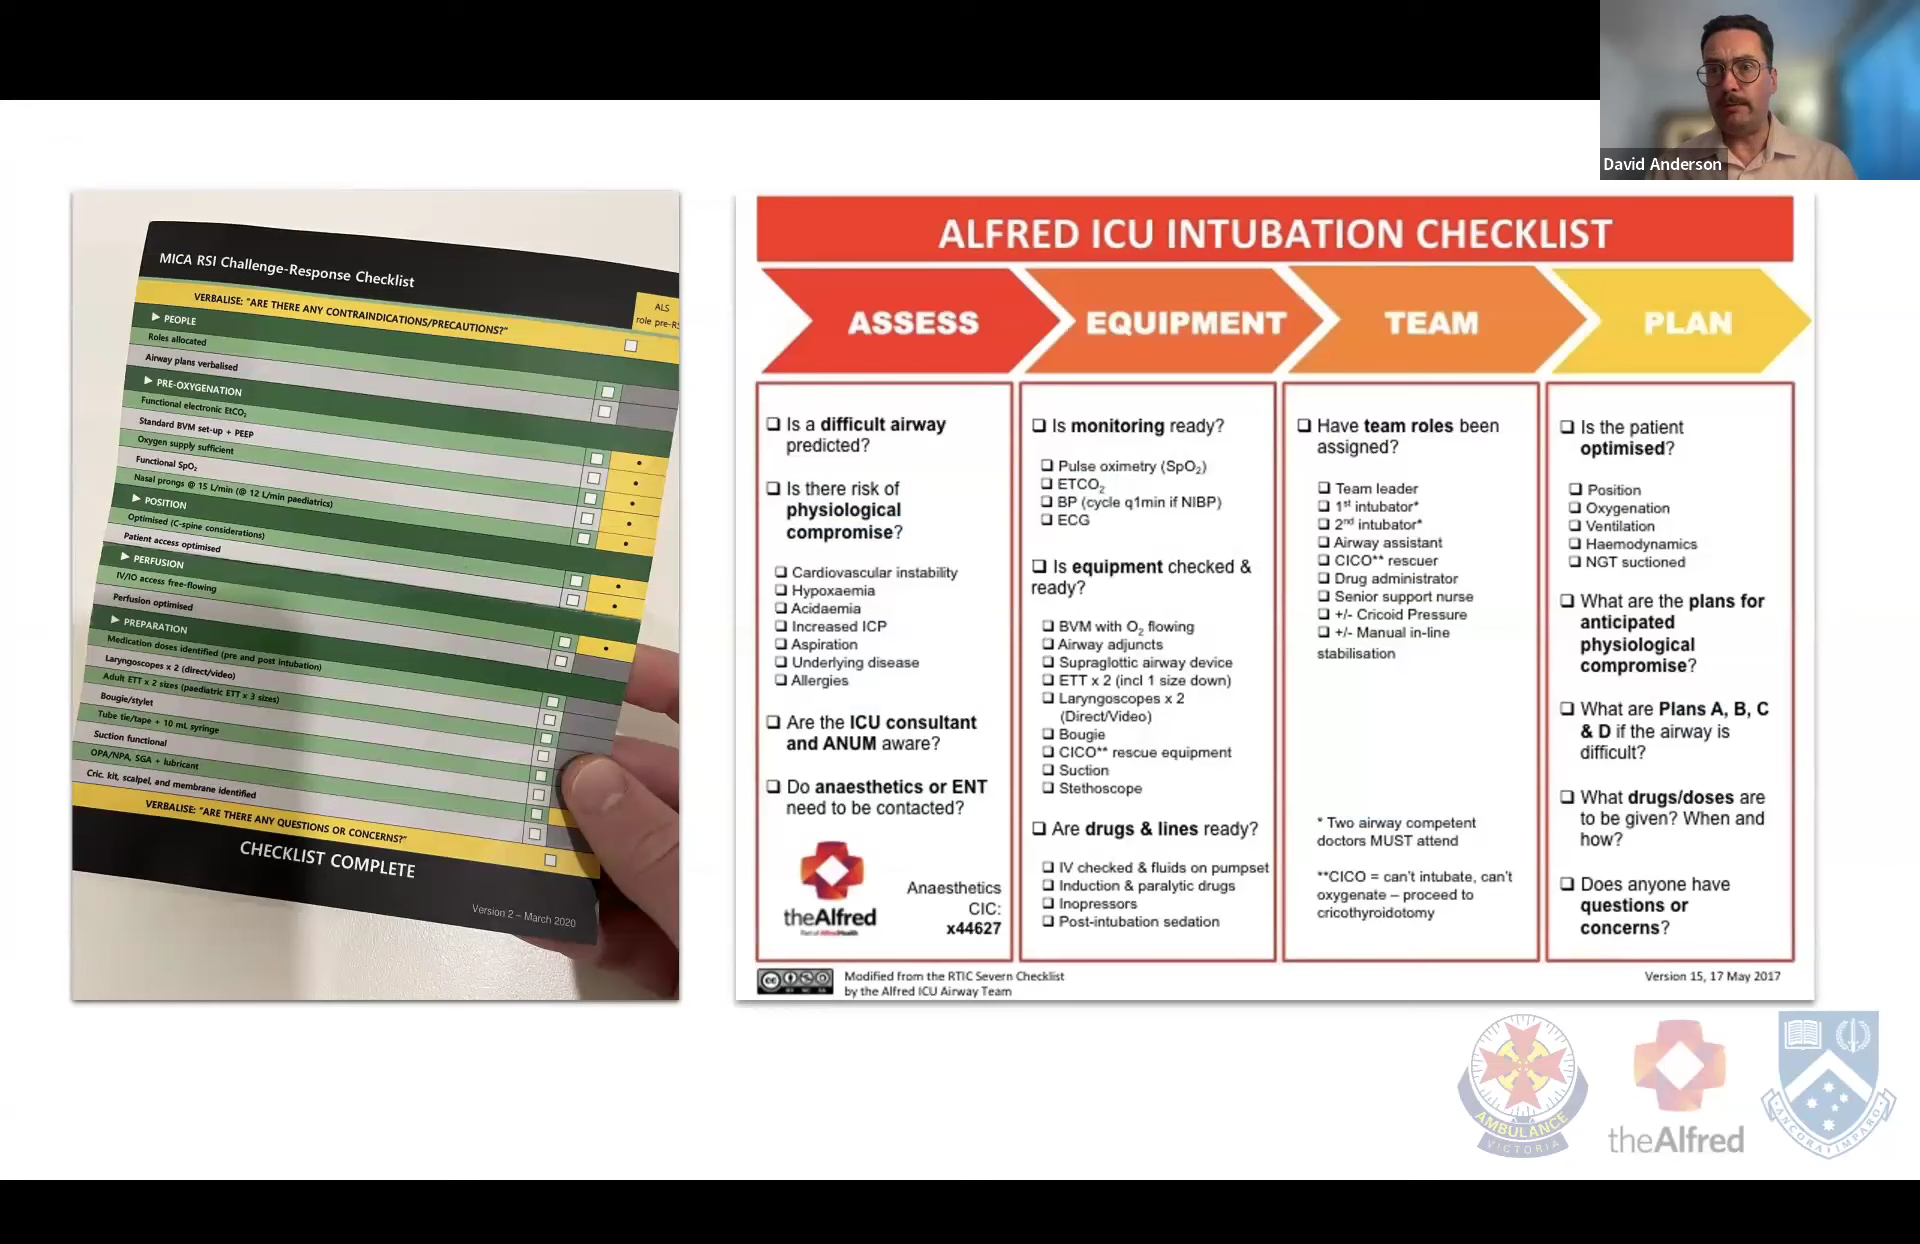 David Anderson
MICA RSI Challenge-Response Checklist
VERBALISE: "ARE THERE ANY CONTRAINDICATIONS/PRECAUTIONS?"
ALS
role pre-RS
▶ PEOPLE
Roles allocated
Airway plans verbalised
▶ PRE-OXYGENATION
Functional electronic EtCO₂
Standard BVM set-up + PEEP
Oxygen supply sufficient
Functional SpO₂
Nasal prongs @ 15 L/min (@ 12 L/min paediatrics)
▶ POSITION
Optimised (C-spine considerations)
Patient access optimised
▶ PERFUSION
IV/IO access free-flowing
Perfusion optimised
▶ PREPARATION
Medication doses identified (pre and post intubation)
Laryngoscopes x 2 (direct/video)
Adult ETT x 2 sizes (paediatric ETT x 3 sizes)
Bougie/stylet
Tube tie/tape + 10 mL syringe
Suction functional
OPA/NPA, SGA + lubricant
Cric. kit, scalpel, and membrane identified
VERBALISE: "ARE THERE ANY QUESTIONS OR CONCERNS?"
CHECKLIST COMPLETE
Version 2 – March 2020
ALFRED ICU INTUBATION CHECKLIST
ASSESS
❑ Is a difficult airway
predicted?
❑ Is there risk of
physiological
compromise?
❑ Cardiovascular instability
❑ Hypoxaemia
❑ Acidaemia
❑ Increased ICP
❑ Aspiration
❑ Underlying disease
❑ Allergies
❑ Are the ICU consultant
and ANUM aware?
❑ Do anaesthetics or ENT
need to be contacted?
theAlfred
Anaesthetics
CIC:
x44627
EQUIPMENT
❑ Is monitoring ready?
❑ Pulse oximetry (SpO₂)
❑ ETCO₂
❑ BP (cycle q1min if NIBP)
❑ ECG
❑ Is equipment checked &
ready?
❑ BVM with O₂ flowing
❑ Airway adjuncts
❑ Supraglottic airway device
❑ ETT x 2 (incl 1 size down)
❑ Laryngoscopes x 2
(Direct/Video)
❑ Bougie
❑ CICO** rescue equipment
❑ Suction
❑ Stethoscope
❑ Are drugs & lines ready?
❑ IV checked & fluids on pumpset
❑ Induction & paralytic drugs
❑ Inopressors
❑ Post-intubation sedation
TEAM
❑ Have team roles been
assigned?
❑ Team leader
❑ 1st intubator*
❑ 2nd intubator*
❑ Airway assistant
❑ CICO** rescuer
❑ Drug administrator
❑ Senior support nurse
❑ +/- Cricoid Pressure
❑ +/- Manual in-line
stabilisation
* Two airway competent
doctors MUST attend
**CICO = can't intubate, can't
oxygenate – proceed to
cricothyroidotomy
PLAN
❑ Is the patient
optimised?
❑ Position
❑ Oxygenation
❑ Ventilation
❑ Haemodynamics
❑ NGT suctioned
❑ What are the plans for
anticipated
physiological
compromise?
❑ What are Plans A, B, C
& D if the airway is
difficult?
❑ What drugs/doses are
to be given? When and
how?
❑ Does anyone have
questions or
concerns?
Modified from the RTIC Severn Checklist
by the Alfred ICU Airway Team
Version 15, 17 May 2017
AMBULANCE
VICTORIA
theAlfred
ANCORA IMPARO